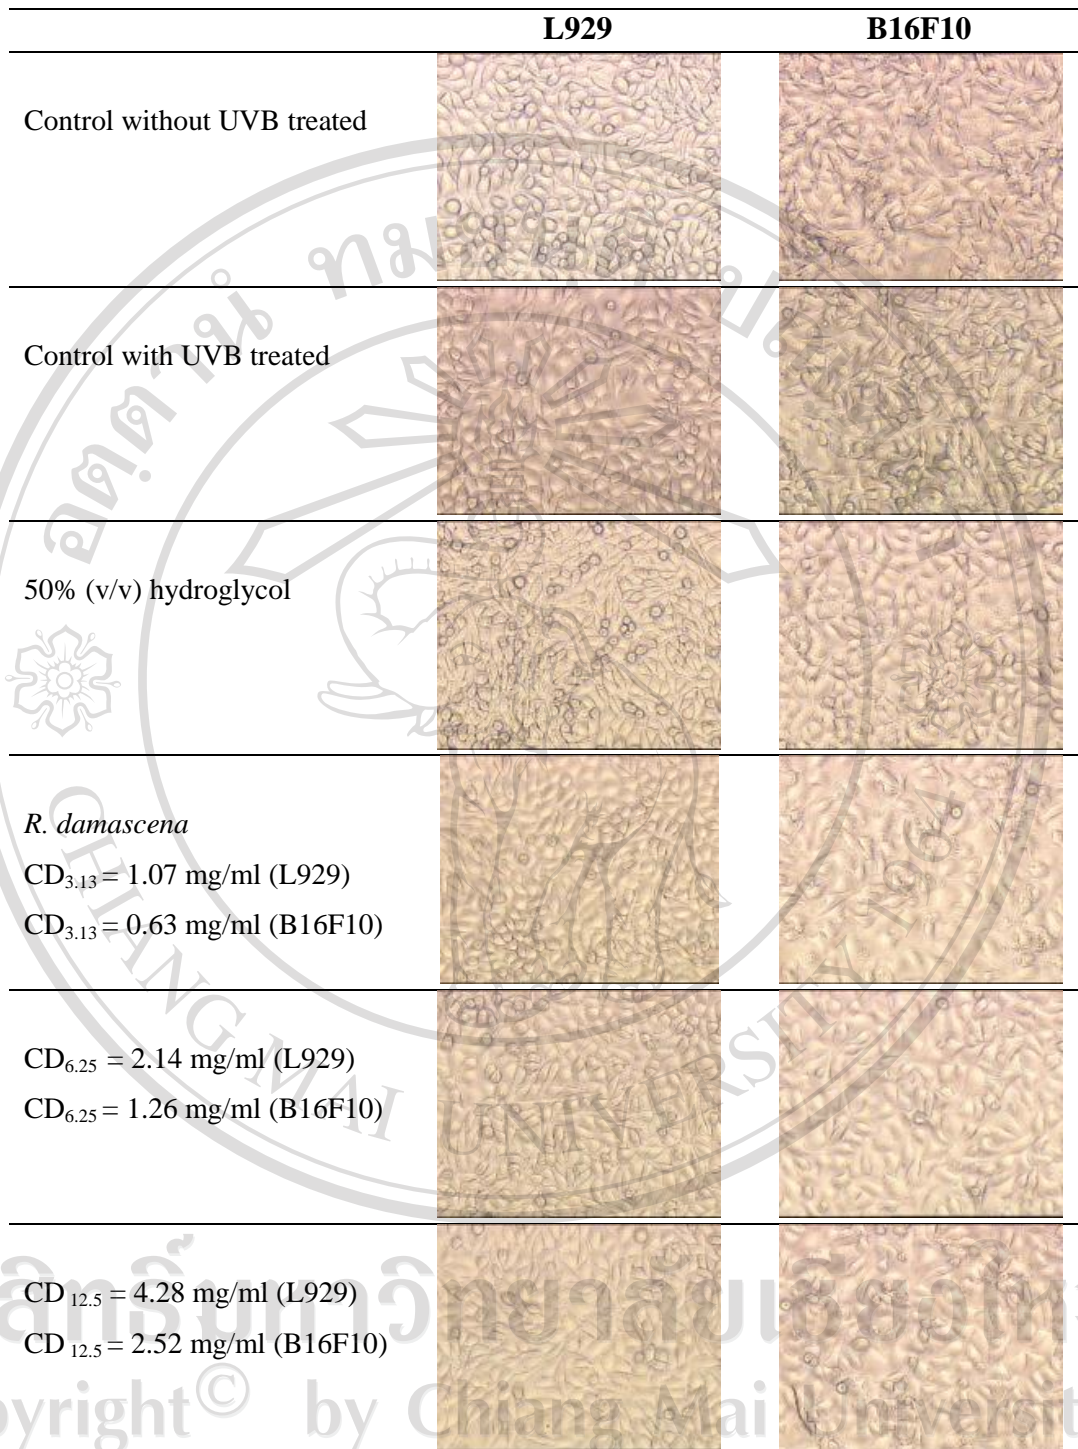 L929 B16F10
Control without UVB treated
Control with UVB treated
50% (v/v) hydroglycol
R. damascena
CD3.13 = 1.07 mg/ml (L929)
CD3.13 = 0.63 mg/ml (B16F10)
CD6.25 = 2.14 mg/ml (L929)
CD6.25 = 1.26 mg/ml (B16F10)
CD 12.5 = 4.28 mg/ml (L929)
CD 12.5 = 2.52 mg/ml (B16F10)
CHIANG MAI UNIVERSITY 1964
by Chiang Mai